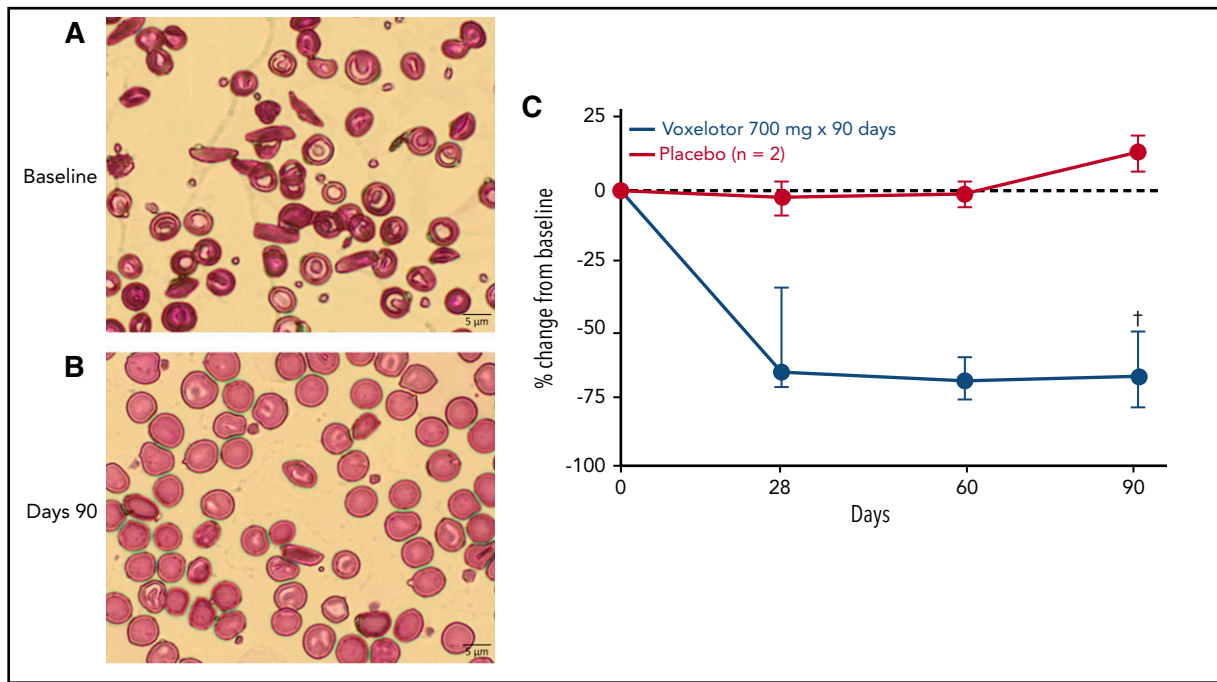 A
Baseline
5 μm
B
Days 90
5 μm
C
Voxelotor 700 mg x 90 days
Placebo (n = 2)
% change from baseline
25
0
-25
-50
-75
-100
†
0
28
60
90
Days